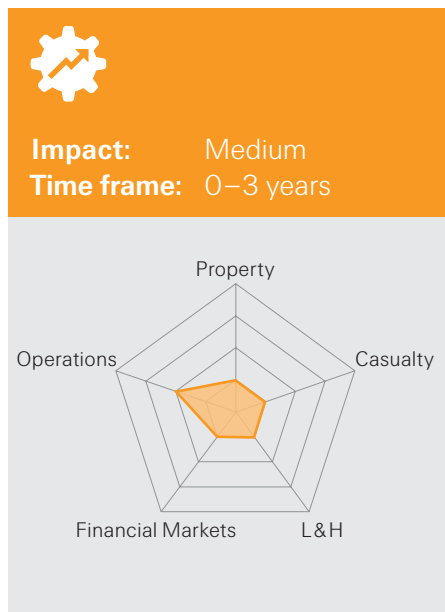 Impact: Medium
Time frame: 0–3 years
Property
Operations
Casualty
Financial Markets
L&H